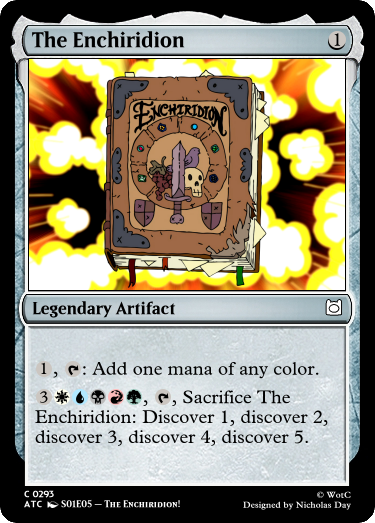 The Enchiridion 1
ENCHIRIDION
Legendary Artifact
1, : Add one mana of any color.
3 , , Sacrifice The
Enchiridion: Discover 1, discover 2,
discover 3, discover 4, discover 5.
C 0293 © WotC
ATC S01E05 — The Enchiridion! Designed by Nicholas Day